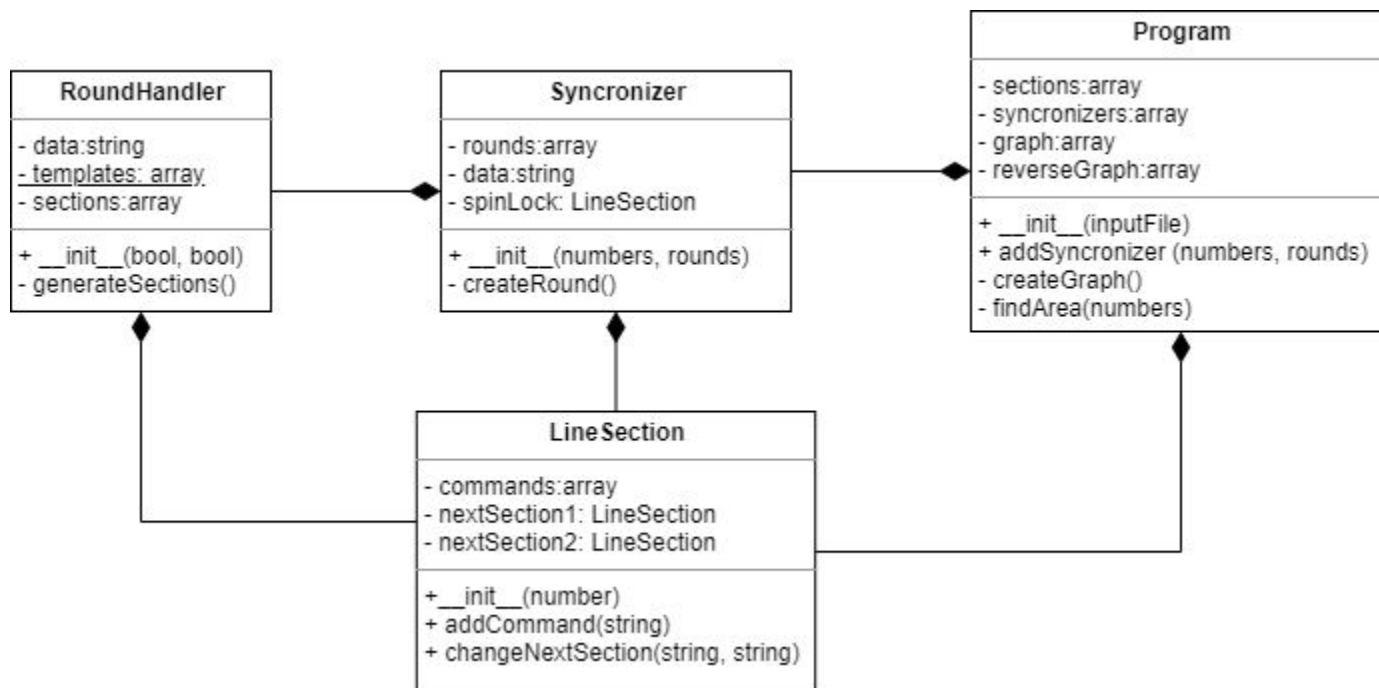 RoundHandler
- data:string
- templates: array
- sections:array
+ __init__(bool, bool)
- generateSections()
Syncronizer
- rounds:array
- data:string
- spinLock: LineSection
+ __init__(numbers, rounds)
- createRound()
Program
- sections:array
- syncronizers:array
- graph:array
- reverseGraph:array
+ __init__(inputFile)
+ addSyncronizer (numbers, rounds)
- createGraph()
- findArea(numbers)
LineSection
- commands:array
- nextSection1: LineSection
- nextSection2: LineSection
+__init__(number)
+ addCommand(string)
+ changeNextSection(string, string)